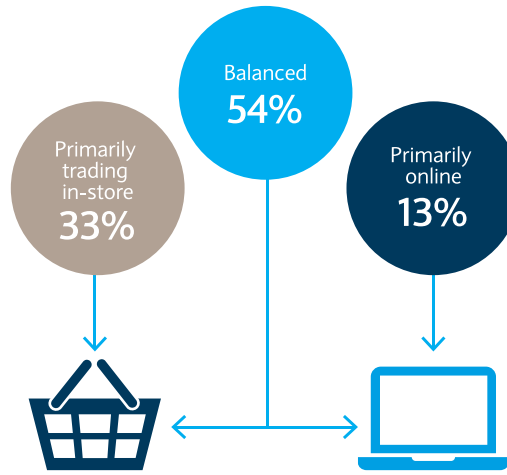 Balanced
54%
Primarily
trading
in-store
33%
Primarily
online
13%